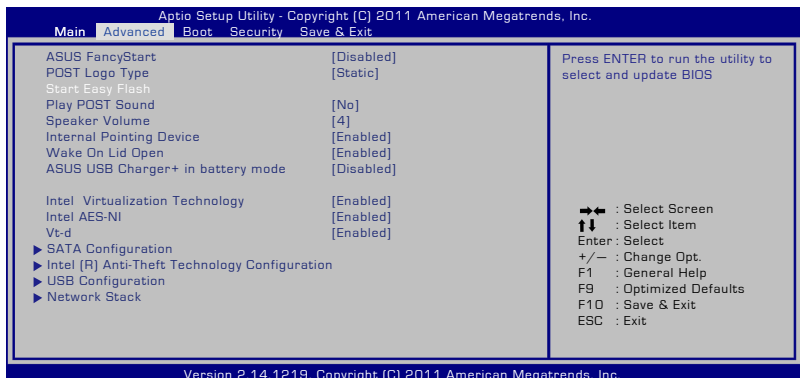 Aptio Setup Utility - Copyright (C) 2011 American Megatrends, Inc.
Main Advanced Boot Security Save & Exit
ASUS FancyStart [Disabled]
POST Logo Type [Static]
Start Easy Flash
Play POST Sound [No]
Speaker Volume [4]
Internal Pointing Device [Enabled]
Wake On Lid Open [Enabled]
ASUS USB Charger+ in battery mode [Disabled]
Intel Virtualization Technology [Enabled]
Intel AES-NI [Enabled]
Vt-d [Enabled]
SATA Configuration
Intel (R) Anti-Theft Technology Configuration
USB Configuration
Network Stack
Press ENTER to run the utility to
select and update BIOS
→← : Select Screen
↑↓ : Select Item
Enter : Select
+/— : Change Opt.
F1 : General Help
F9 : Optimized Defaults
F10 : Save & Exit
ESC : Exit
Version 2.14.1219. Copyright (C) 2011 American Megatrends, Inc.